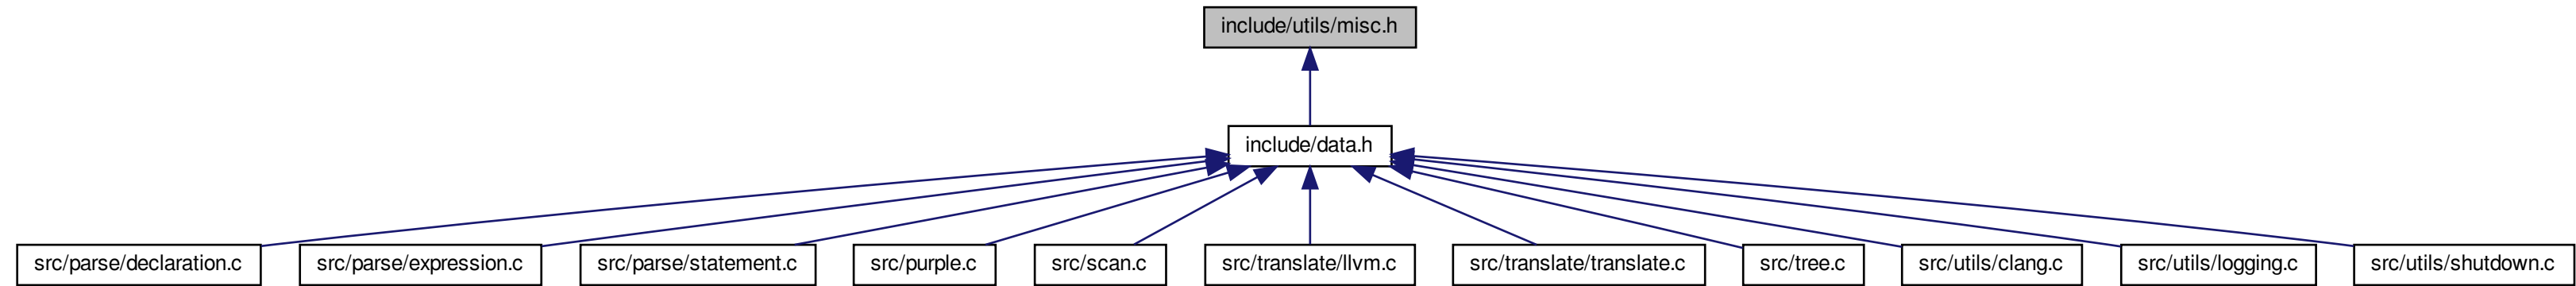 include/utils/misc.h
include/data.h
src/parse/declaration.c
src/parse/expression.c
src/parse/statement.c
src/purple.c
src/scan.c
src/translate/llvm.c
src/translate/translate.c
src/tree.c
src/utils/clang.c
src/utils/logging.c
src/utils/shutdown.c